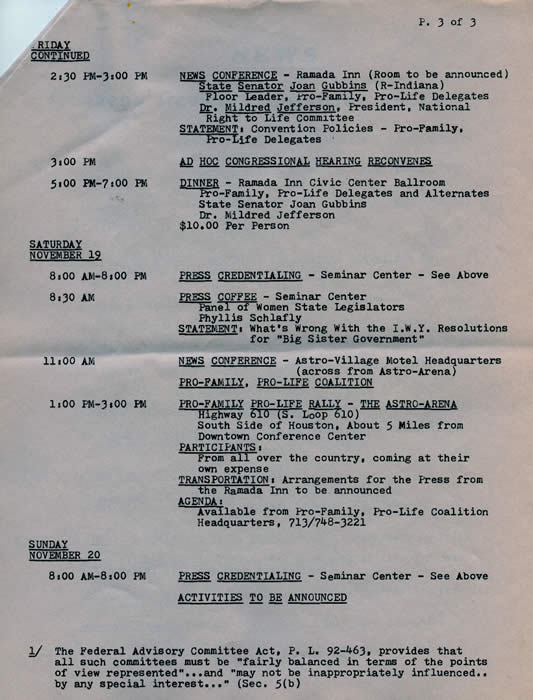 P. 3 of 3
RIDAY
CONTINUED
2:30 PM-3:00 PM NEWS CONFERENCE - Ramada Inn (Room to be announced)
State Senator Joan Gubbins (R-Indiana)
Floor Leader, Pro-Family, Pro-Life Delegates
Dr. Mildred Jefferson, President, National
Right to Life Committee
STATEMENT: Convention Policies - Pro-Family,
Pro-Life Delegates
3:00 PM AD HOC CONGRESSIONAL HEARING RECONVENES
5:00 PM-7:00 PM DINNER - Ramada Inn Civic Center Ballroom
Pro-Family, Pro-Life Delegates and Alternates
State Senator Joan Gubbins
Dr. Mildred Jefferson
$10.00 Per Person
SATURDAY
NOVEMBER 19
8:00 AM-8:00 PM PRESS CREDENTIALING - Seminar Center - See Above
8:30 AM PRESS COFFEE - Seminar Center
Panel of Women State Legislators
Phyllis Schlafly
STATEMENT: What's Wrong With the I.W.Y. Resolutions
for "Big Sister Government"
11:00 AM NEWS CONFERENCE - Astro-Village Motel Headquarters
(across from Astro-Arena)
PRO-FAMILY, PRO-LIFE COALITION
1:00 PM-3:00 PM PRO-FAMILY PRO-LIFE RALLY - THE ASTRO-ARENA
Highway 610 (S. Loop 610)
South Side of Houston, About 5 Miles from
Downtown Conference Center
PARTICIPANTS:
From all over the country, coming at their
own expense
TRANSPORTATION: Arrangements for the Press from
the Ramada Inn to be announced
AGENDA:
Available from Pro-Family, Pro-Life Coalition
Headquarters, 713/748-3221
SUNDAY
NOVEMBER 20
8:00 AM-8:00 PM PRESS CREDENTIALING - Seminar Center - See Above
ACTIVITIES TO BE ANNOUNCED
1/ The Federal Advisory Committee Act, P. L. 92-463, provides that
all such committees must be "fairly balanced in terms of the points
of view represented"...and "may not be inappropriately influenced..
by any special interest..." (Sec. 5(b)